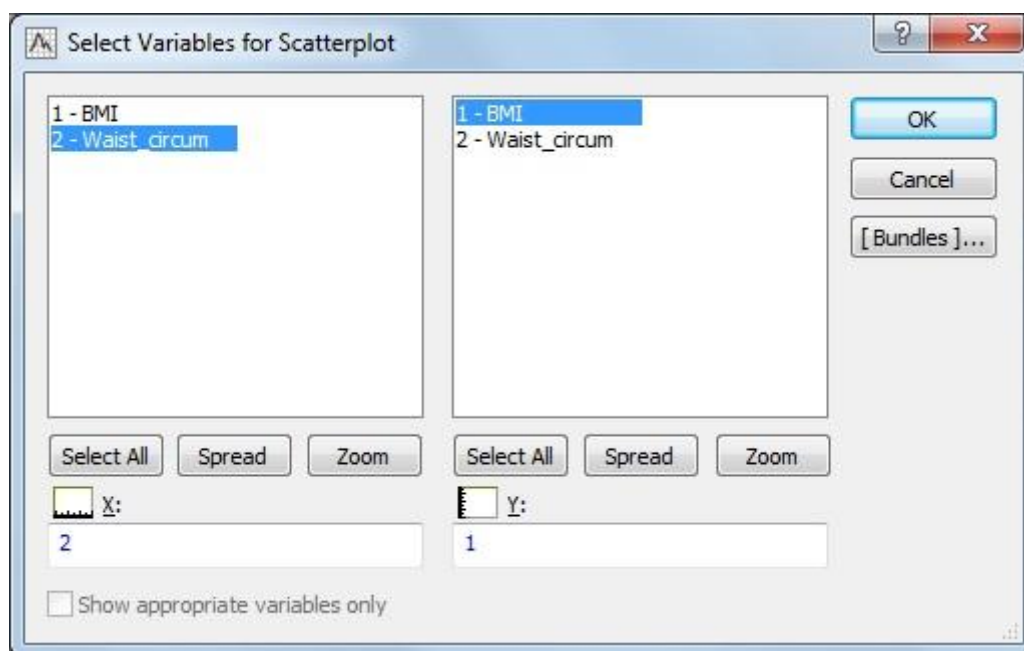 Select Variables for Scatterplot
?
X
1 - BMI
2 - Waist_circum
1 - BMI
2 - Waist_circum
OK
Cancel
[ Bundles ]...
Select All Spread Zoom
Select All Spread Zoom
X:
2
Y:
1
Show appropriate variables only